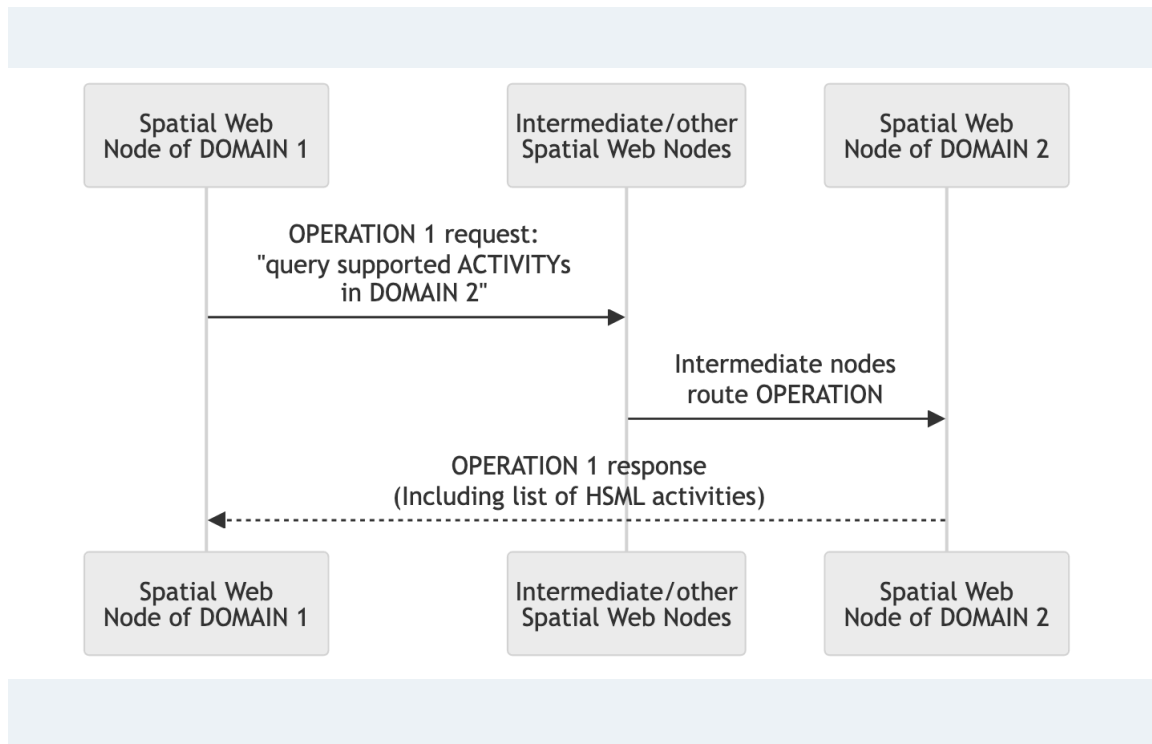 Spatial Web
Node of DOMAIN 1
Intermediate/other
Spatial Web Nodes
Spatial Web
Node of DOMAIN 2
OPERATION 1 request:
"query supported ACTIVITYs
in DOMAIN 2"
Intermediate nodes
route OPERATION
OPERATION 1 response
(Including list of HSML activities)
Spatial Web
Node of DOMAIN 1
Intermediate/other
Spatial Web Nodes
Spatial Web
Node of DOMAIN 2